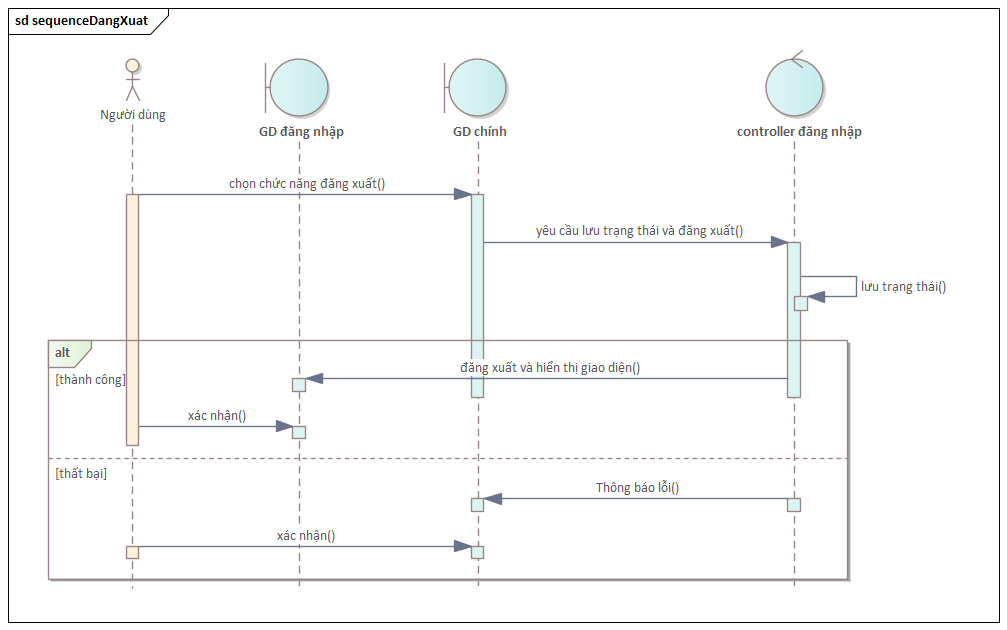 sd sequenceDangXuat
Người dùng
GD đăng nhập
GD chính
controller đăng nhập
chọn chức năng đăng xuất()
yêu cầu lưu trạng thái và đăng xuất()
lưu trạng thái()
alt
đăng xuất và hiển thị giao diện()
[thành công]
xác nhận()
[thất bại]
Thông báo lỗi()
xác nhận()